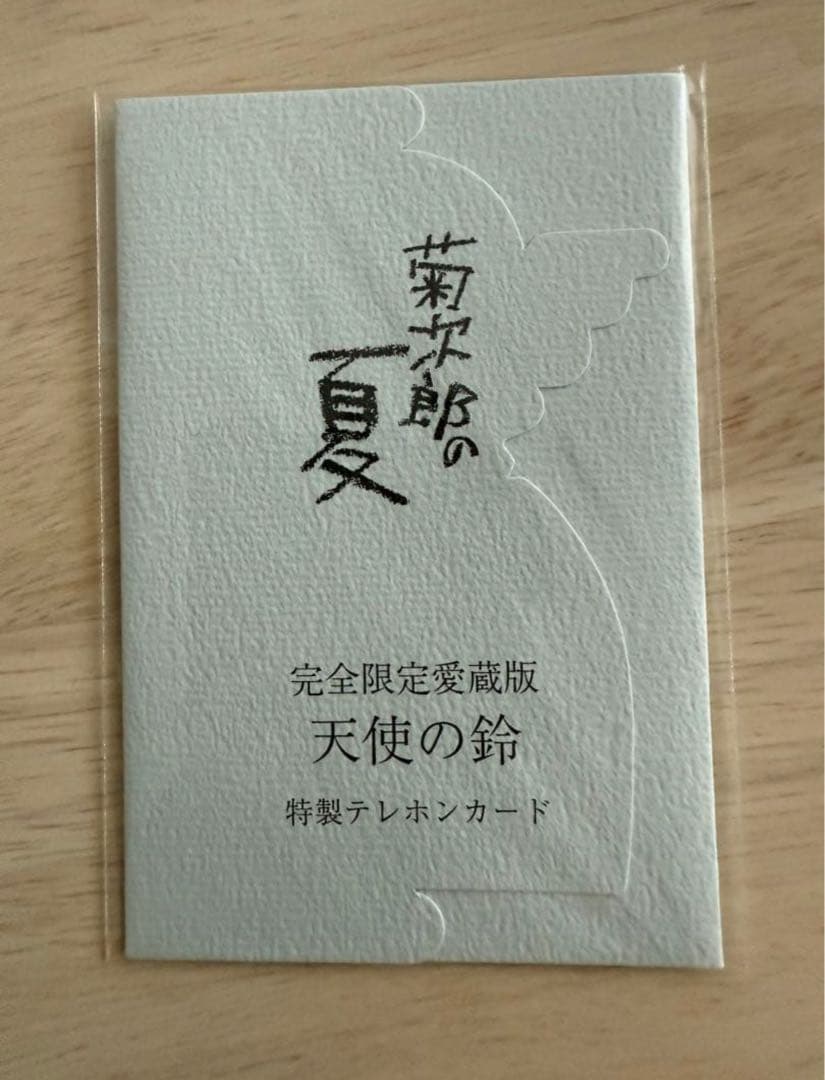 菊次郎の
夏
完全限定愛蔵版
天使の鈴
特製テレホンカード